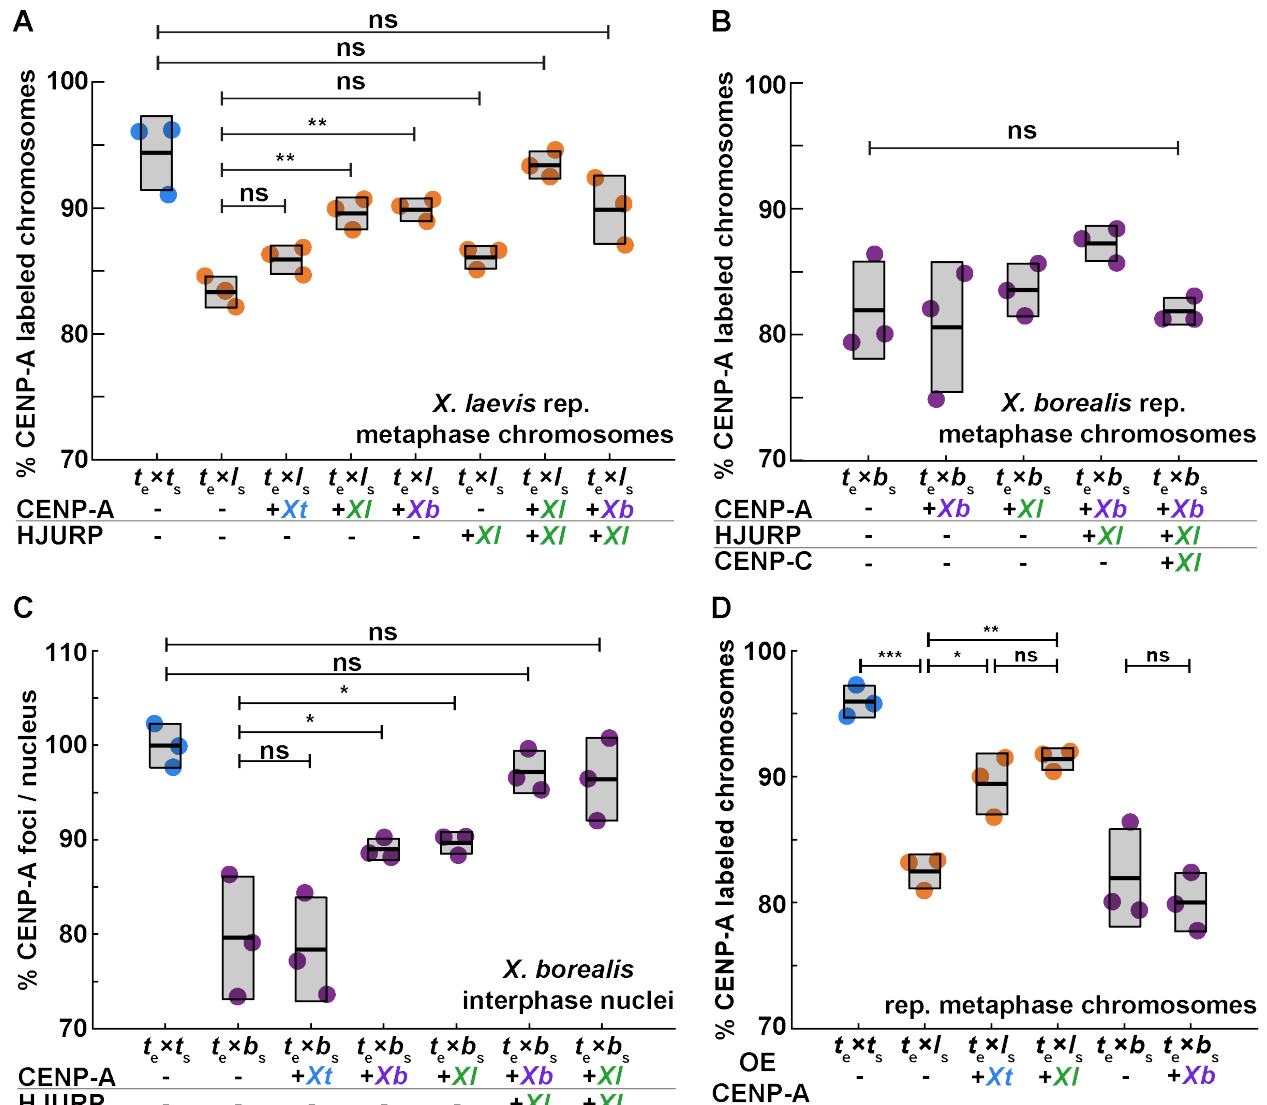 A
ns
ns
ns
**
**
ns
% CENP-A labeled chromosomes
100
90
80
70
X. laevis rep.
metaphase chromosomes
te×ts te×ls te×ls te×ls te×ls te×ls te×ls te×ls
CENP-A - - +Xt +Xl +Xb - +Xl +Xb
HJURP - - - - - +Xl +Xl +Xl
B
ns
% CENP-A labeled chromosomes
100
90
80
70
X. borealis rep.
metaphase chromosomes
te×bs te×bs te×bs te×bs te×bs
CENP-A - +Xb +Xl +Xb +Xb
HJURP - - - +Xl +Xl
CENP-C - - - - +Xl
C
ns
ns
*
*
ns
% CENP-A foci / nucleus
110
100
90
80
70
X. borealis
interphase nuclei
te×ts te×bs te×bs te×bs te×bs te×bs te×bs
CENP-A - - +Xt +Xb +Xl +Xb +Xl
HJURP - - - - - +Xl +Xl
D
**
*** * ns ns
% CENP-A labeled chromosomes
100
90
80
70
rep. metaphase chromosomes
te×ts te×ls te×ls te×ls te×bs te×bs
OE
CENP-A - - +Xt +Xl - +Xb